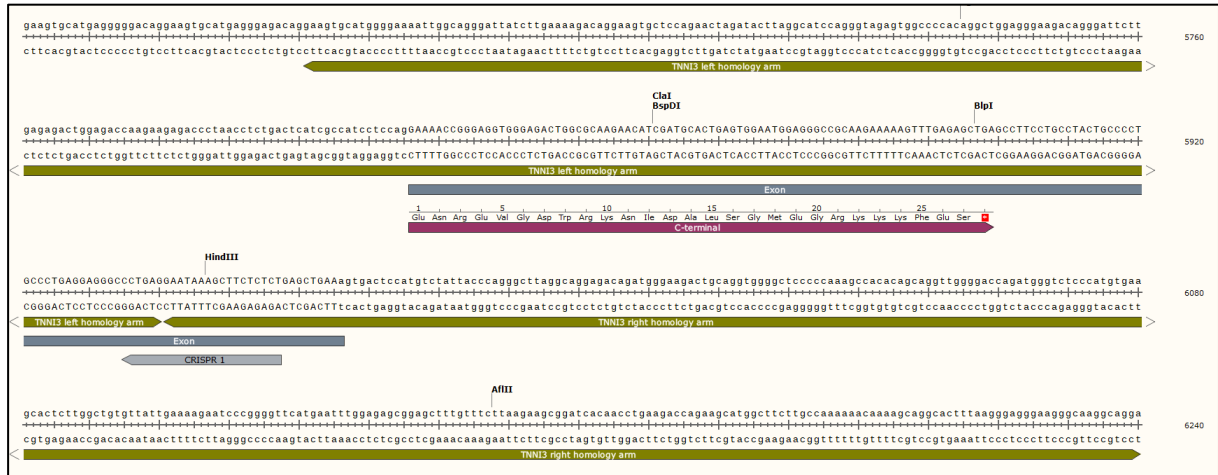 gaagtgcatgagggggacaggaagtgcatgagggagacaggaagtgcatggggaaaattggcagggattatcttgaaaagacaggaagtgctccagaactagatacttaggcatccagggtagagtggccccacaggctggagggaagacagggattctt
5760
cttcacgtactccccctgtccttcacgtactccctctgtccttcacgtaccccttttaaccgtccctaatagaacttttctgtccttcacgaggtcttgatctatgaatccgtaggtcccatctcaccggggtgtccgacctcccttctgtccctaagaa
TNNI3 left homology arm
ClaI
BspDI
BlpI
gagagactggagaccaagaagagaccctaacctctgactcatcgccatcctccagGAAAACCGGGAGGTGGGAGACTGGCGCAAGAACATCGATGCACTGAGTGGAATGGAGGGCCGCAAGAAAAAGTTTGAGAGCTGAGCCTTCCTGCCTACTGCCCCT
5920
ctctctgacctctggttcttctctgggattggagactgagtagcggtaggaggtcCTTTTGGCCCTCCACCCTCTGACCGCGTTCTTGTAGCTACGTGACTCACCTTACCTCCCGGCGTTCTTTTTCAAACTCTCGACTCGGAAGGACGGATGACGGGGA
TNNI3 left homology arm
Exon
1 5 10 15 20 25
Glu Asn Arg Glu Val Gly Asp Trp Arg Lys Asn Ile Asp Ala Leu Ser Gly Met Glu Gly Arg Lys Lys Lys Phe Glu Ser *
C-terminal
HindIII
GCCCTGAGGAGGGCCCTGAGGAATAAAGCTTCTCTCTGAGCTGAAagtgactccatgtctattacccagggcttaggcaggagacagatgggaagactgcaggtggggctcccccaaagccacacagcaggttggggaccagatgggtctcccatgtgaa
6080
CGGGACTCCTCCCGGGACTCCTTATTTCGAAGAGAGACTCGACTTtcactgaggtacagataatgggtcccgaatccgtcctctgtctacccttctgacgtccaccccgagggggtttcggtgtgtcgtccaacccctggtctacccagagggtacactt
TNNI3 left homology arm TNNI3 right homology arm
Exon
CRISPR 1
AflII
gcactcttggctgtgttattgaaaagaatcccggggttcatgaatttggagagcggagctttgtttcttaagaagcggatcacaacctgaagaccagaagcatggcttcttgccaaaaaacaaaagcaggcactttaagggagggaagggcaaggcagga
6240
cgtgagaaccgacacaataacttttcttagggccccaagtacttaaacctctcgcctcgaaacaaagaattcttcgcctagtgttggacttctggtcttcgtaccgaagaacggttttttgttttcgtccgtgaaattccctcccttcccgttccgtcct
TNNI3 right homology arm